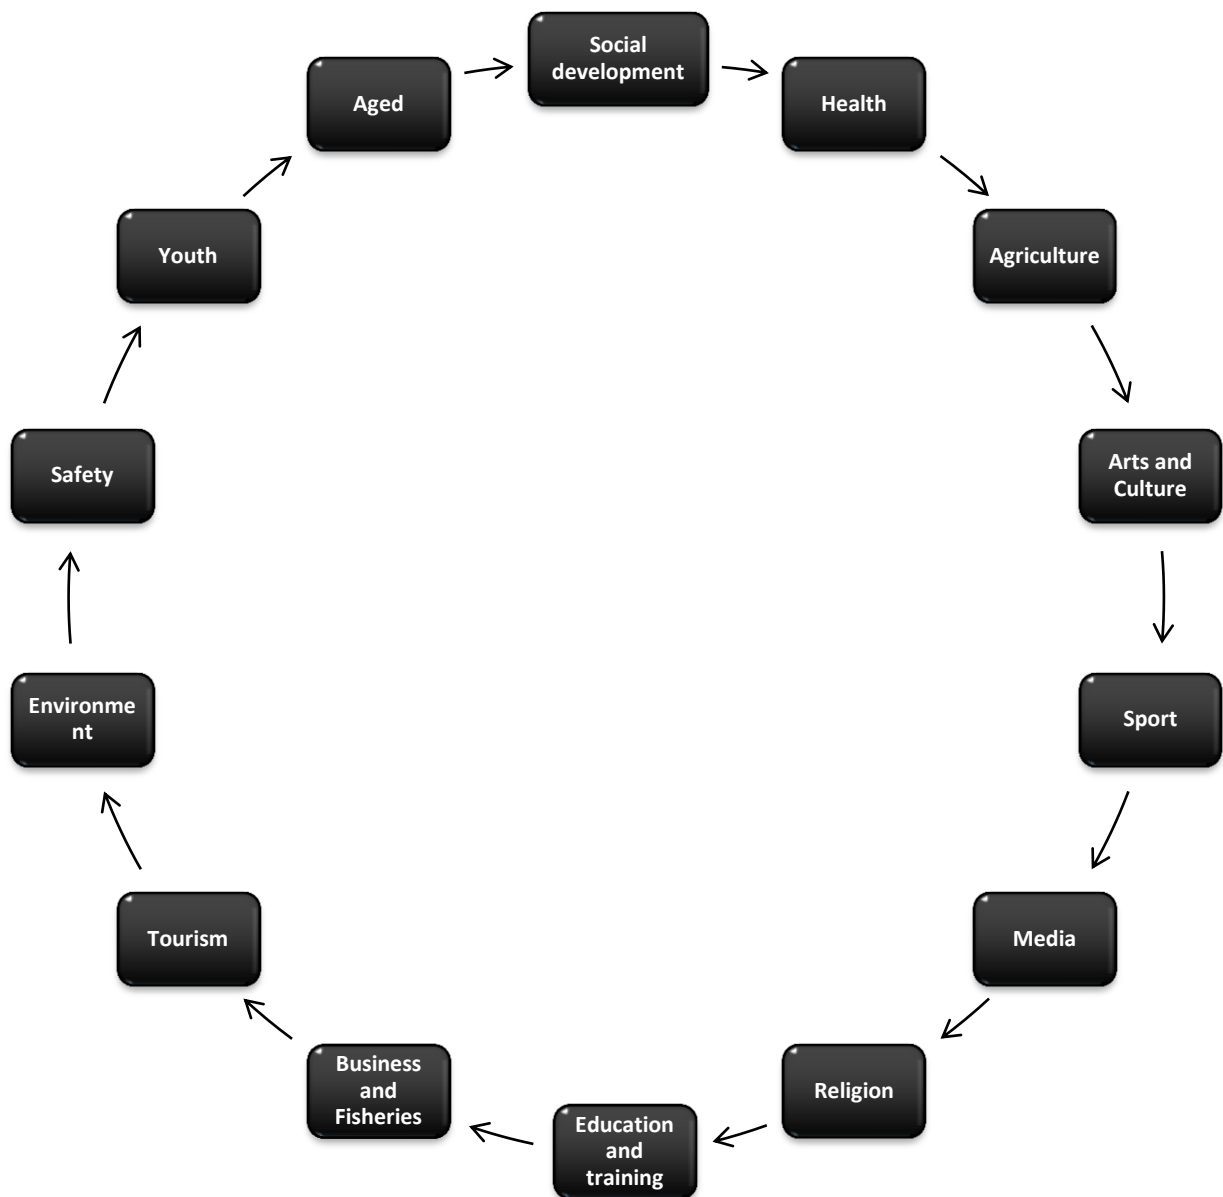 Social
development
Health
Agriculture
Arts and
Culture
Sport
Media
Religion
Education
and
training
Business
and
Fisheries
Tourism
Environme
nt
Safety
Youth
Aged